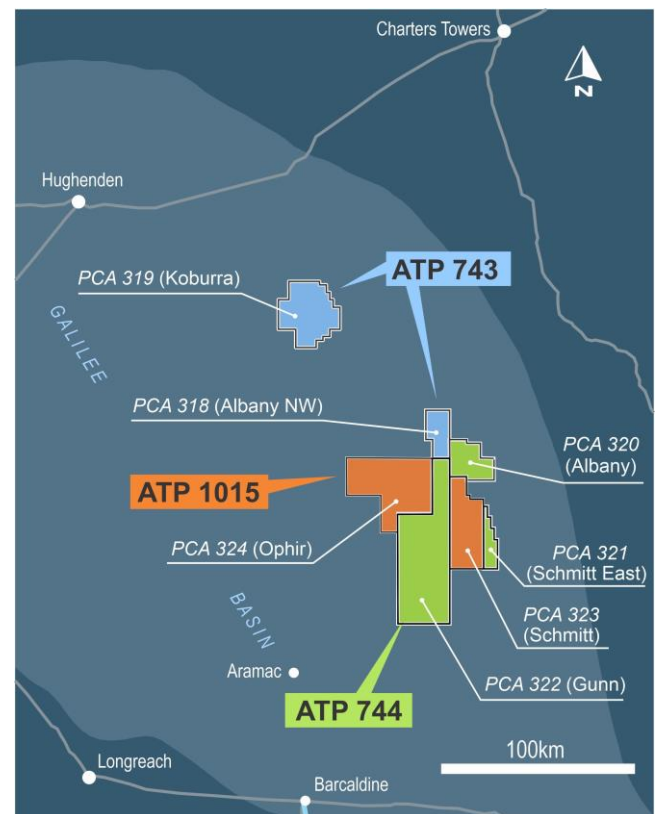 Charters Towers
N
Hughenden
ATP 743
PCA 319 (Koburra)
GALILEE
PCA 318 (Albany NW)
PCA 320
(Albany)
ATP 1015
PCA 324 (Ophir)
PCA 321
(Schmitt East)
PCA 323
(Schmitt)
BASIN
Aramac
PCA 322 (Gunn)
ATP 744
100km
Longreach
Barcaldine